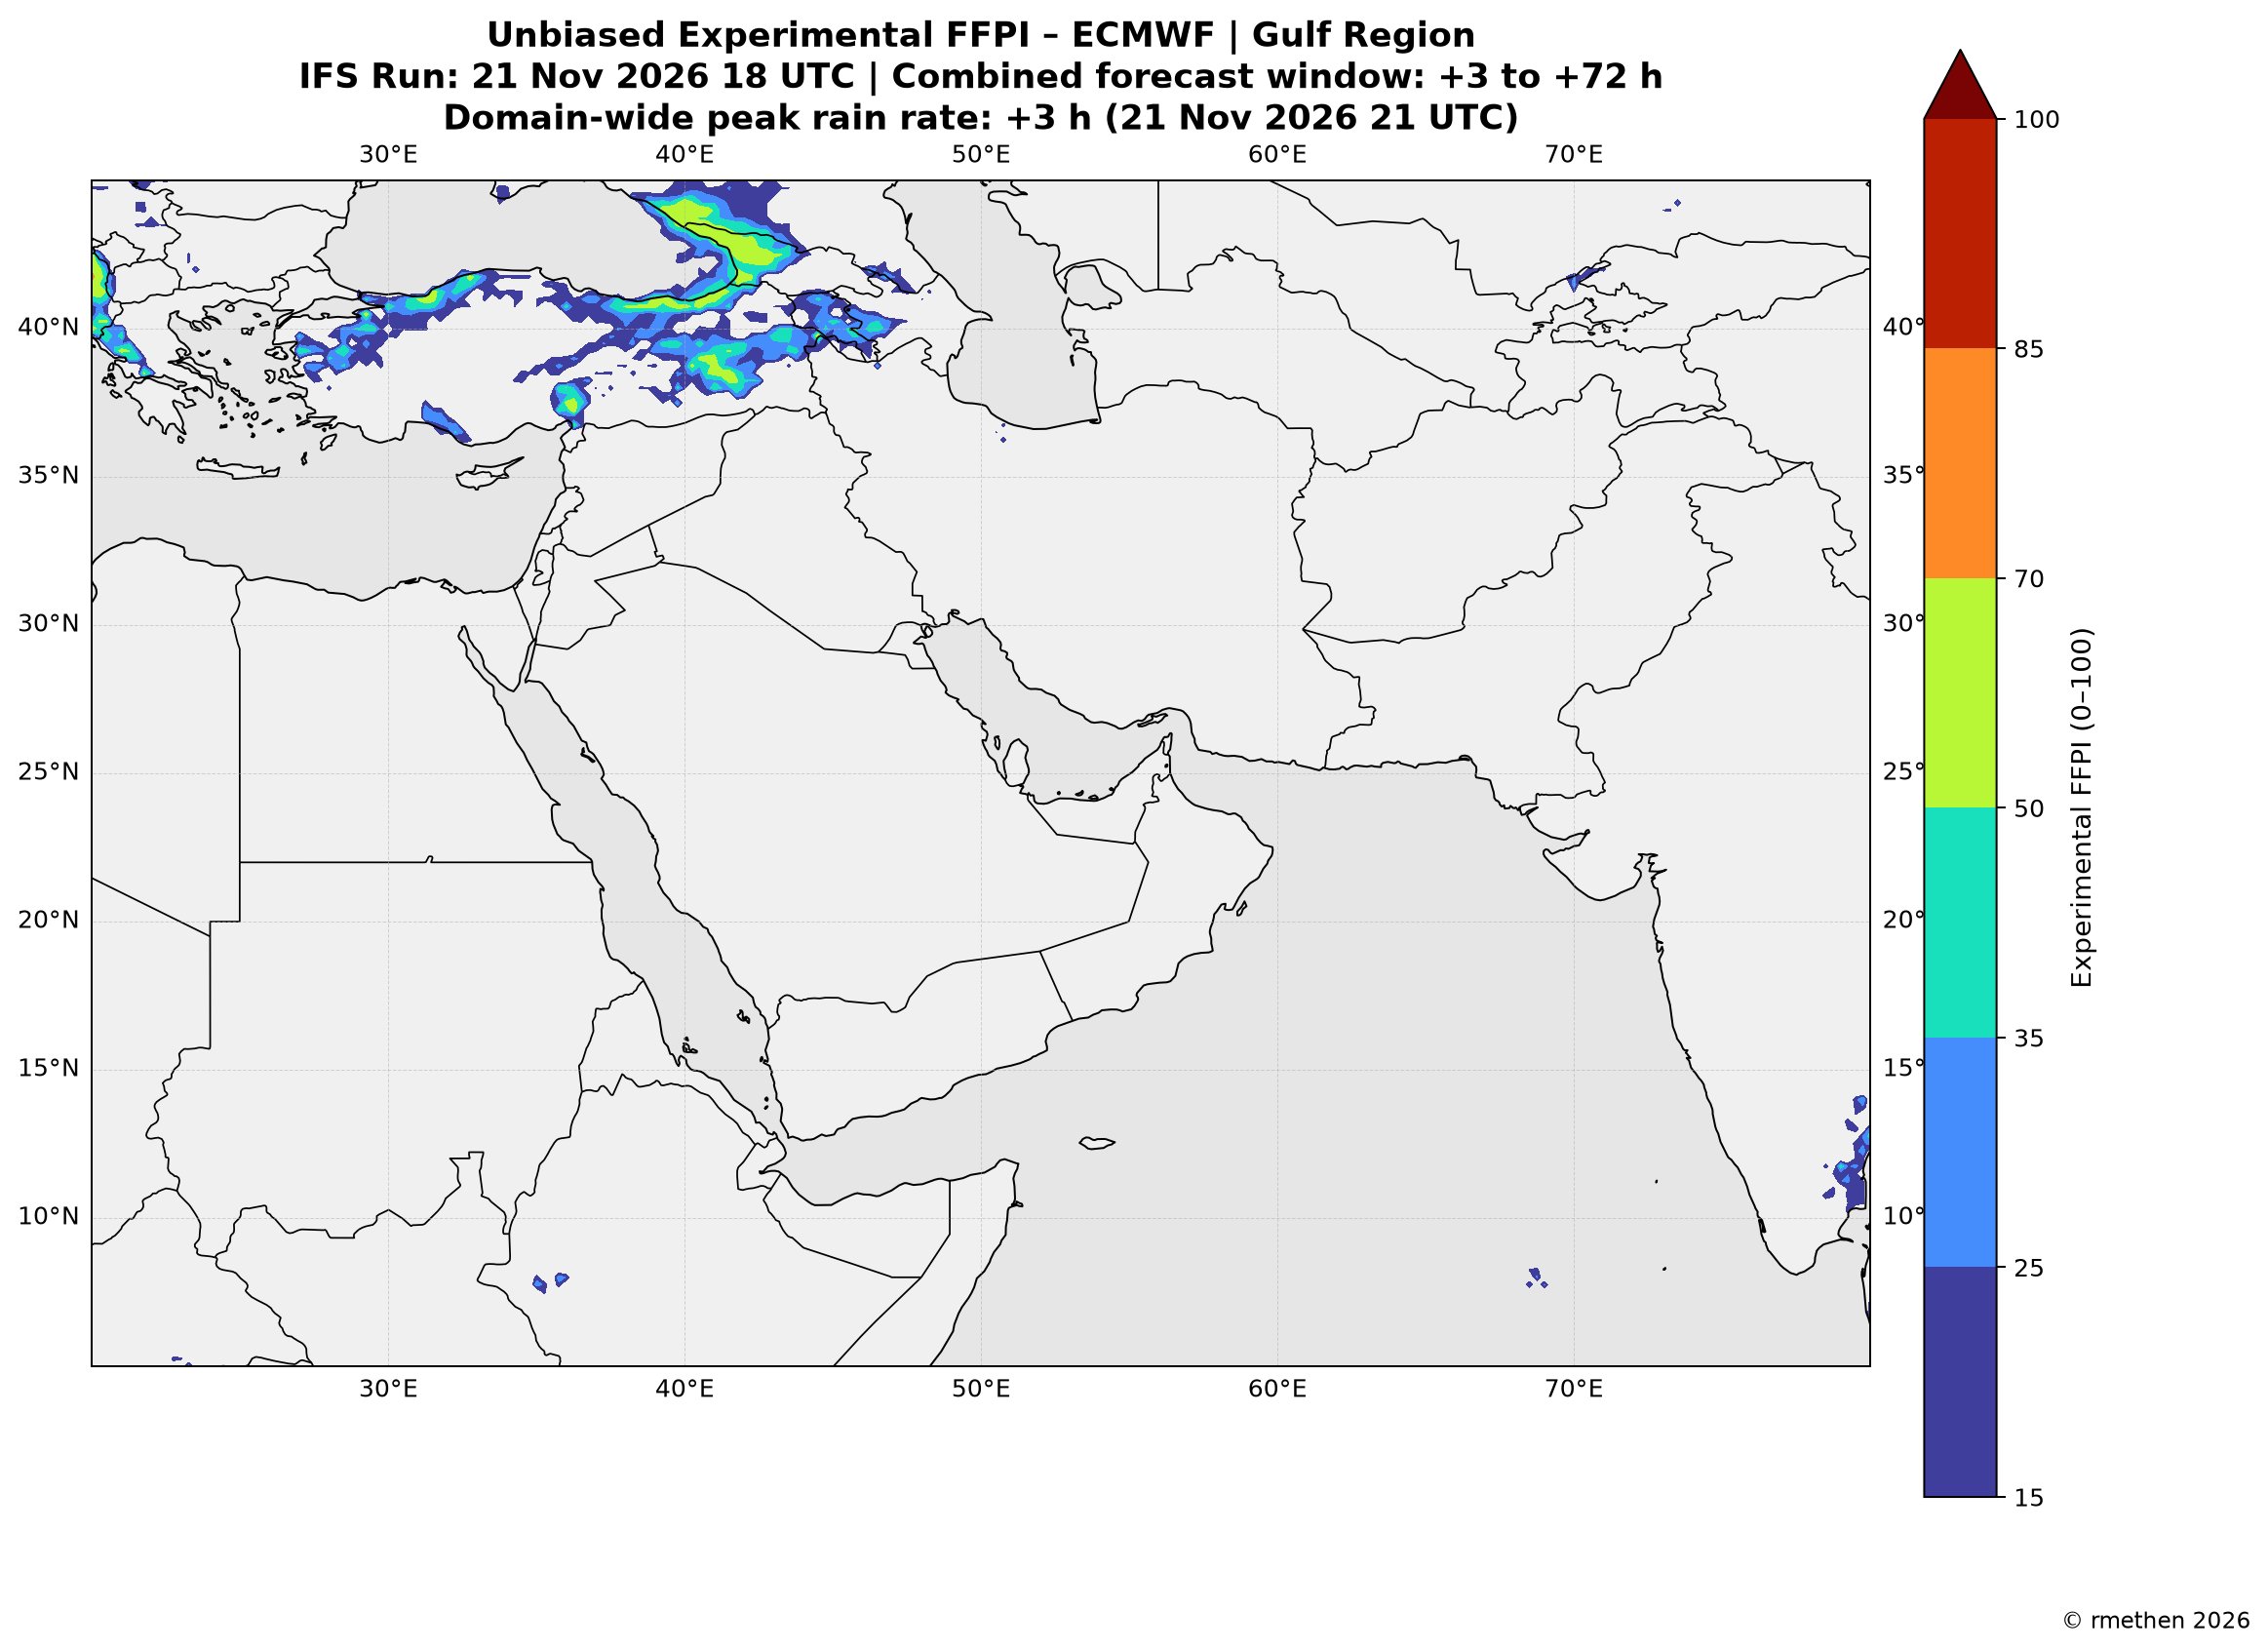 Unbiased Experimental FFPI – ECMWF | Gulf Region
IFS Run: 21 Nov 2026 18 UTC | Combined forecast window: +3 to +72 h
Domain-wide peak rain rate: +3 h (21 Nov 2026 21 UTC)
30°E 40°E 50°E 60°E 70°E
100
40°N 40°
85
35°N 35°
70
30°N 30°
25°N 25°
50
20°N 20°
35
15°N 15°
10°N 10°
25
15
Experimental FFPI (0–100)
30°E 40°E 50°E 60°E 70°E
© rmethen 2026